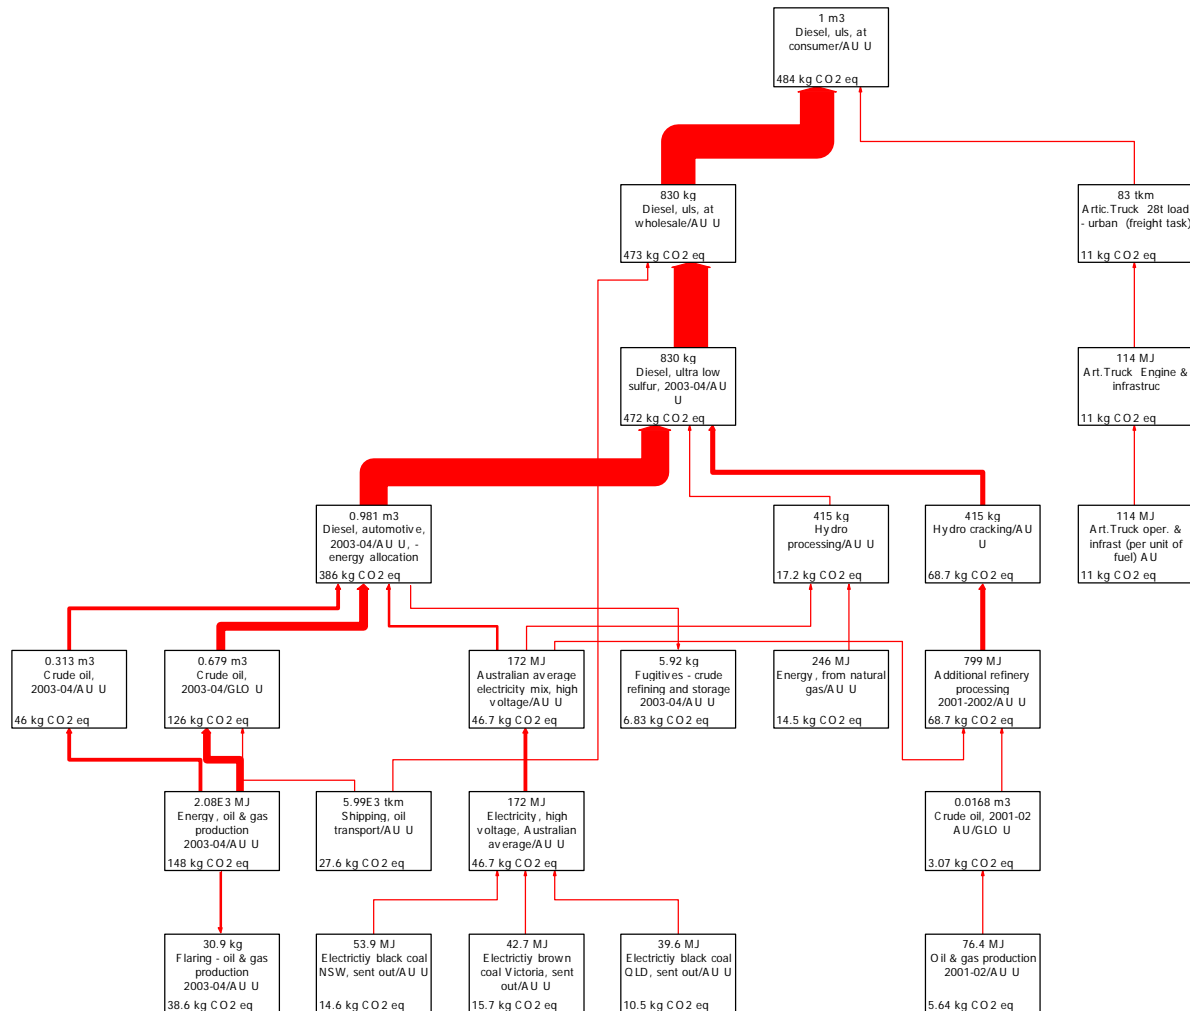 1 m3
Diesel, uls, at
consumer/AU U
484 kg CO2 eq
830 kg
Diesel, uls, at
wholesale/AU U
473 kg CO2 eq
83 tkm
Artic.Truck 28t load
- urban (freight task)
11 kg CO2 eq
830 kg
Diesel, ultra low
sulfur, 2003-04/AU
U
472 kg CO2 eq
114 MJ
Art.Truck Engine &
infrastruc
11 kg CO2 eq
0.981 m3
Diesel, automotive,
2003-04/AU U, -
energy allocation
386 kg CO2 eq
415 kg
Hydro
processing/AU U
17.2 kg CO2 eq
415 kg
Hydro cracking/AU
U
68.7 kg CO2 eq
114 MJ
Art.Truck oper. &
infrast (per unit of
fuel) AU
11 kg CO2 eq
0.313 m3
Crude oil,
2003-04/AU U
46 kg CO2 eq
0.679 m3
Crude oil,
2003-04/GLO U
126 kg CO2 eq
172 MJ
Australian average
electricity mix, high
voltage/AU U
46.7 kg CO2 eq
5.92 kg
Fugitives - crude
refining and storage
2003-04/AU U
6.83 kg CO2 eq
246 MJ
Energy, from natural
gas/AU U
14.5 kg CO2 eq
799 MJ
Additional refinery
processing
2001-2002/AU U
68.7 kg CO2 eq
2.08E3 MJ
Energy, oil & gas
production
2003-04/AU U
148 kg CO2 eq
5.99E3 tkm
Shipping, oil
transport/AU U
27.6 kg CO2 eq
172 MJ
Electricity, high
voltage, Australian
average/AU U
46.7 kg CO2 eq
0.0168 m3
Crude oil, 2001-02
AU/GLO U
3.07 kg CO2 eq
30.9 kg
Flaring - oil & gas
production
2003-04/AU U
38.6 kg CO2 eq
53.9 MJ
Electrictiy black coal
NSW, sent out/AU U
14.6 kg CO2 eq
42.7 MJ
Electrictiy brown
coal Victoria, sent
out/AU U
15.7 kg CO2 eq
39.6 MJ
Electrictiy black coal
QLD, sent out/AU U
10.5 kg CO2 eq
76.4 MJ
Oil & gas production
2001-02/AU U
5.64 kg CO2 eq